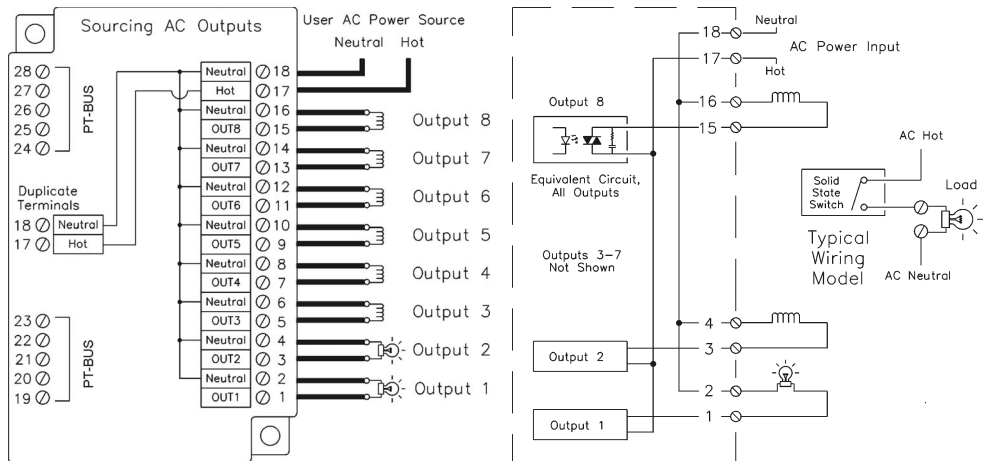 Sourcing AC Outputs
User AC Power Source
Neutral Hot
28
27
26
25
24
PT-BUS
Duplicate
Terminals
18 Neutral
17 Hot
23
22
21
20
19
PT-BUS
Neutral 18
Hot 17
Neutral 16
OUT8 15
Output 8
Neutral 14
OUT7 13
Output 7
Neutral 12
OUT6 11
Output 6
Neutral 10
OUT5 9
Output 5
Neutral 8
OUT4 7
Output 4
Neutral 6
OUT3 5
Output 3
Neutral 4
OUT2 3
Output 2
Neutral 2
OUT1 1
Output 1
18 Neutral
AC Power Input
17 Hot
16
15
Output 8
Equivalent Circuit,
All Outputs
Outputs 3-7
Not Shown
4
3
Output 2
2
1
Output 1
AC Hot
Solid
State
Switch
Load
Typical
Wiring
Model
AC Neutral